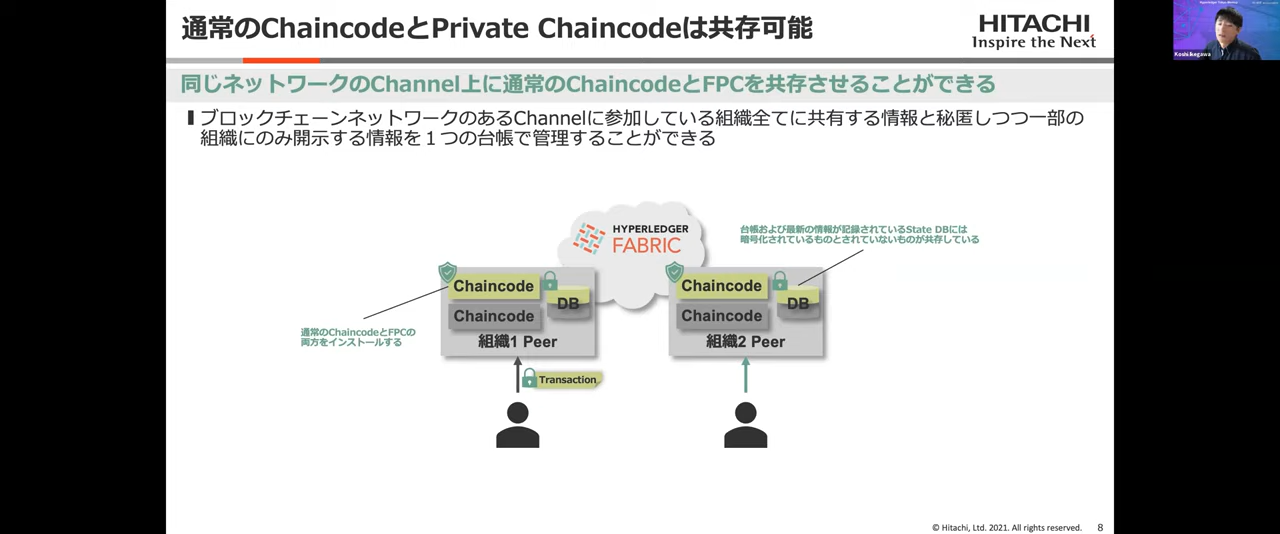 通常のChaincodeとPrivate Chaincodeは共存可能
HITACHI
Inspire the Next
Koshi Ikegawa
同じネットワークのChannel上に通常のChaincodeとFPCを共存させることができる
ブロックチェーンネットワークのあるChannelに参加している組織全てに共有する情報と秘匿しつつ一部の
組織にのみ開示する情報を１つの台帳で管理することができる
HYPERLEDGER
FABRIC
台帳および最新の情報が記録されているState DBには
暗号化されているものとされていないものが共存している
Chaincode
DB
Chaincode
組織1 Peer
Chaincode
DB
Chaincode
組織2 Peer
通常のChaincodeとFPCの
両方をインストールする
Transaction
© Hitachi, Ltd. 2021. All rights reserved.
8